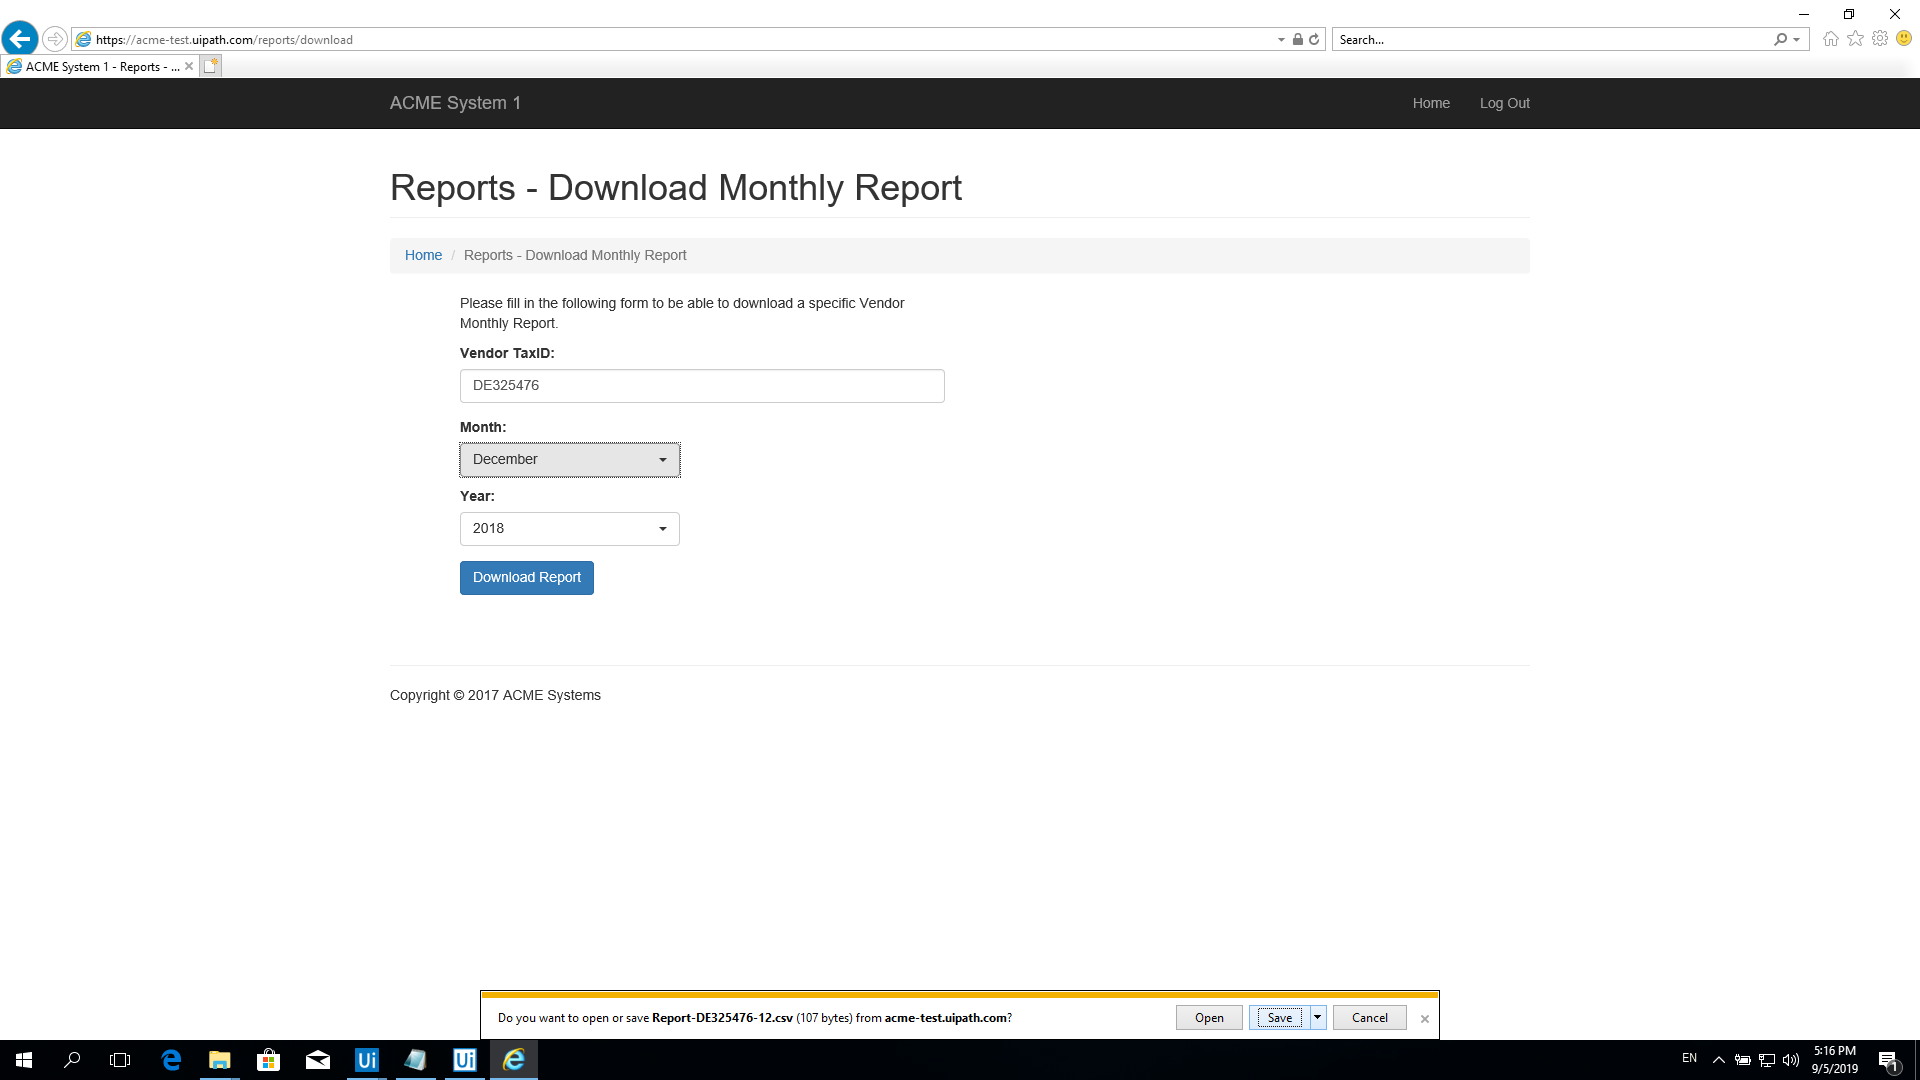 https://acme-test.uipath.com/reports/download
Search...
ACME System 1 - Reports - ...
ACME System 1
Home
Log Out
Reports - Download Monthly Report
Home / Reports - Download Monthly Report
Please fill in the following form to be able to download a specific Vendor
Monthly Report.
Vendor TaxID:
DE325476
Month:
December
Year:
2018
Download Report
Copyright © 2017 ACME Systems
Do you want to open or save Report-DE325476-12.csv (107 bytes) from acme-test.uipath.com?
Open
Save
Cancel
Ui
Ui
EN
5:16 PM
9/5/2019
1